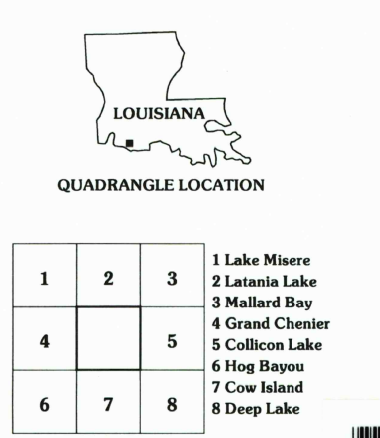 LOUISIANA
QUADRANGLE LOCATION
1 2 3
4 5
6 7 8
1 Lake Misere
2 Latania Lake
3 Mallard Bay
4 Grand Chenier
5 Collicon Lake
6 Hog Bayou
7 Cow Island
8 Deep Lake